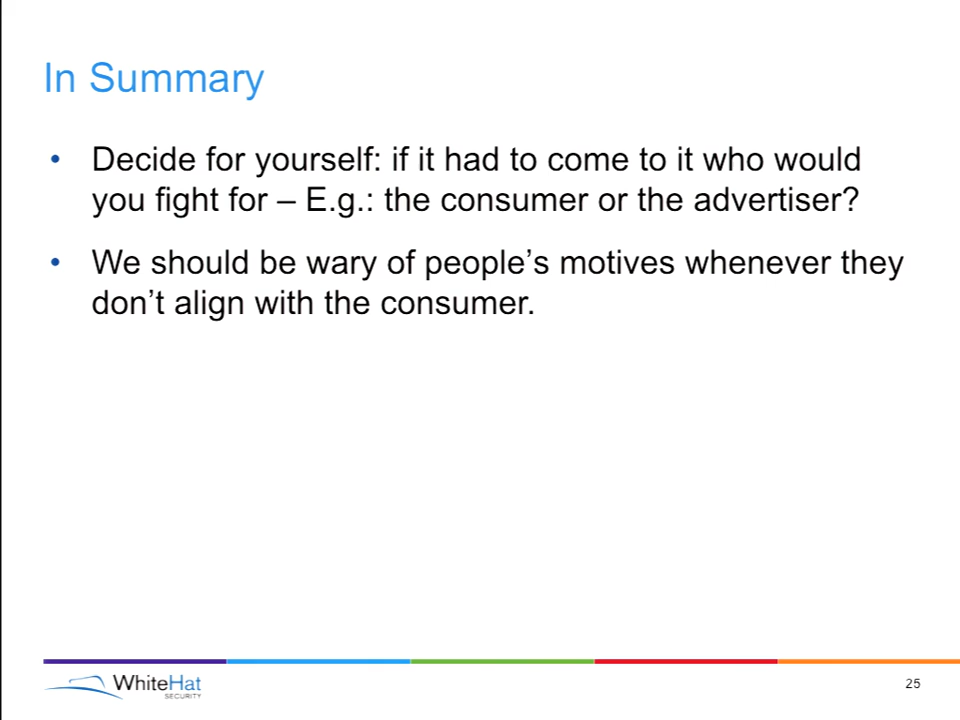 In Summary
• Decide for yourself: if it had to come to it who would
you fight for – E.g.: the consumer or the advertiser?
• We should be wary of people’s motives whenever they
don’t align with the consumer.
WhiteHat
SECURITY
25